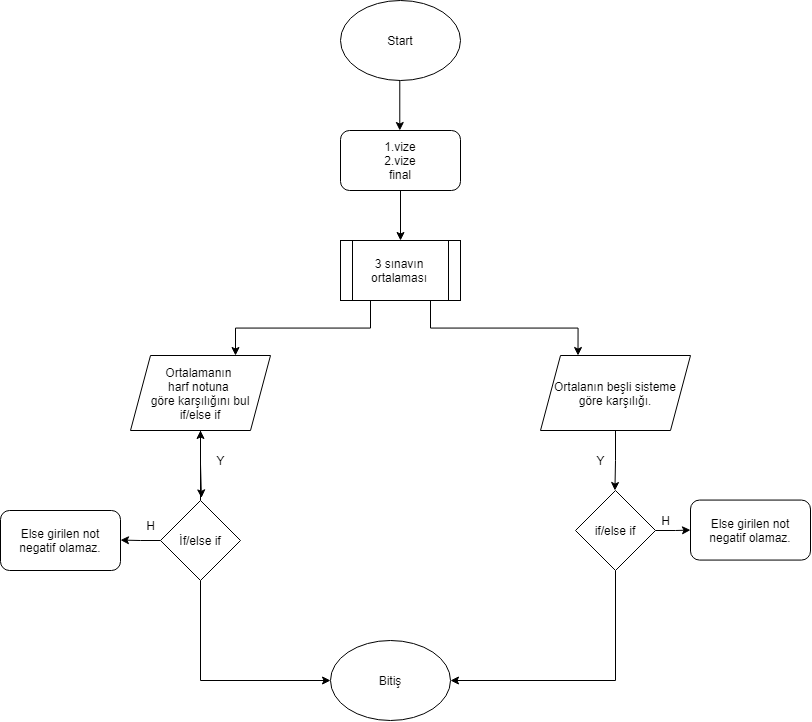 Start
1.vize
2.vize
final
3 sınavın
ortalaması
Ortalamanın
harf notuna
göre karşılığını bul
if/else if
Ortalanın beşli sisteme
göre karşılığı.
Y
Y
H
İf/else if
Else girilen not
negatif olamaz.
if/else if
H
Else girilen not
negatif olamaz.
Bitiş